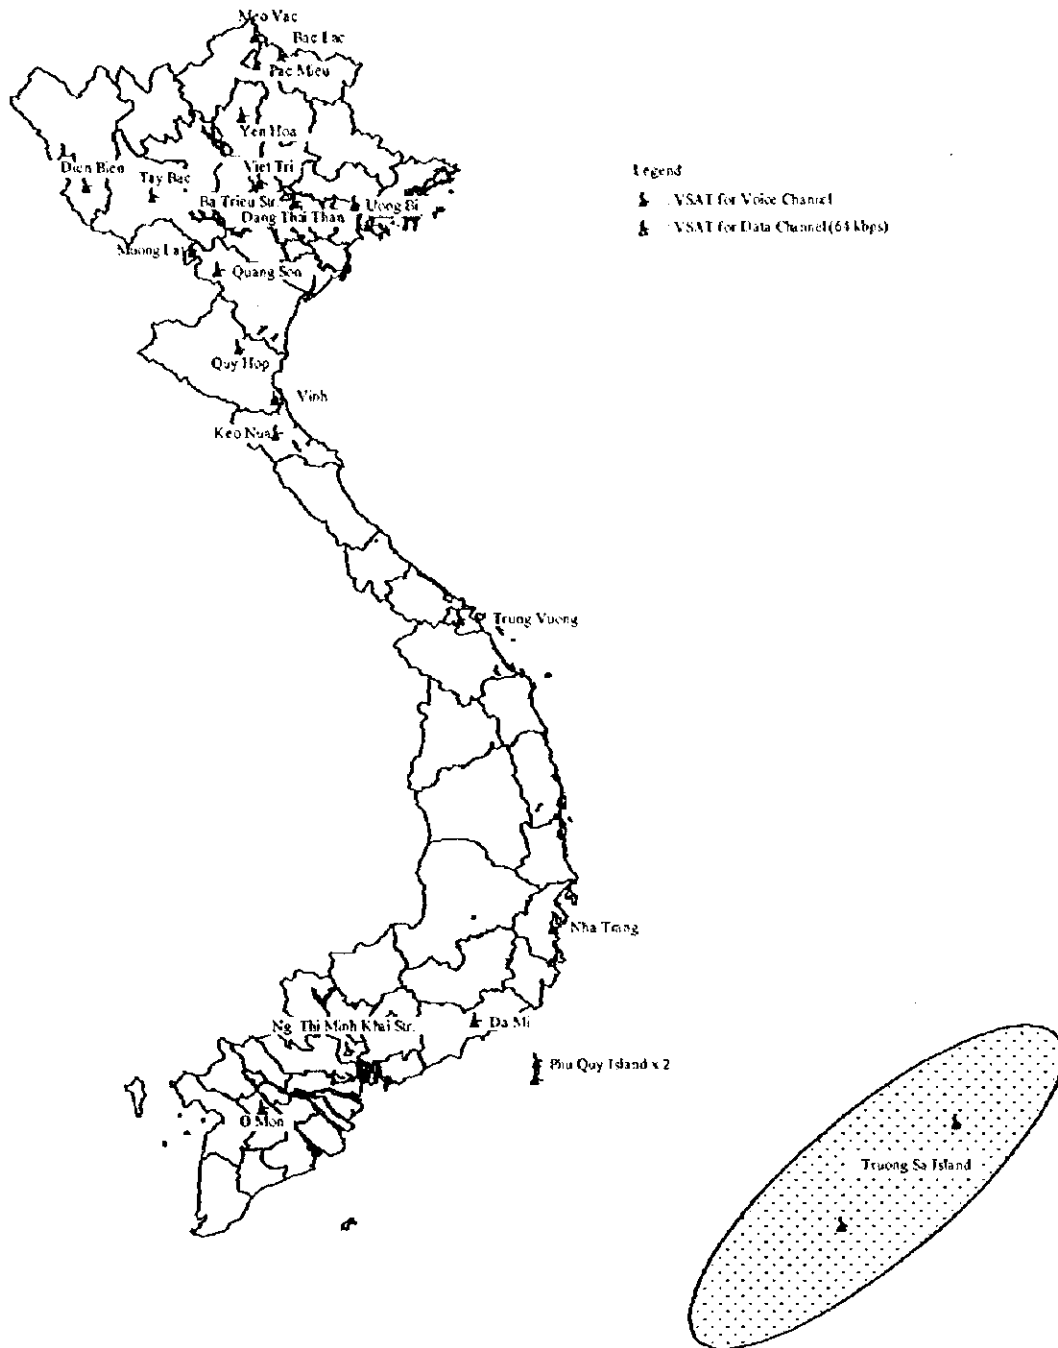 Meo Vac
Bac Lac
Pac Mieu
Yen Hoa
Dien Bien
Tay Bac
Viet Tri
Ba Trieu Str.
Uong Bi
Dang Thai Than
Muong Lat
Quang Son
Quy Hop
Vinh
Keo Nua
Trung Vuong
Nha Trang
Ng. Thi Minh Khai Str.
Da Mi
Phu Quy Island x 2
O Mon
Truong Sa Island
Legend
: VSAT for Voice Channel
: VSAT for Data Channel (64 kbps)